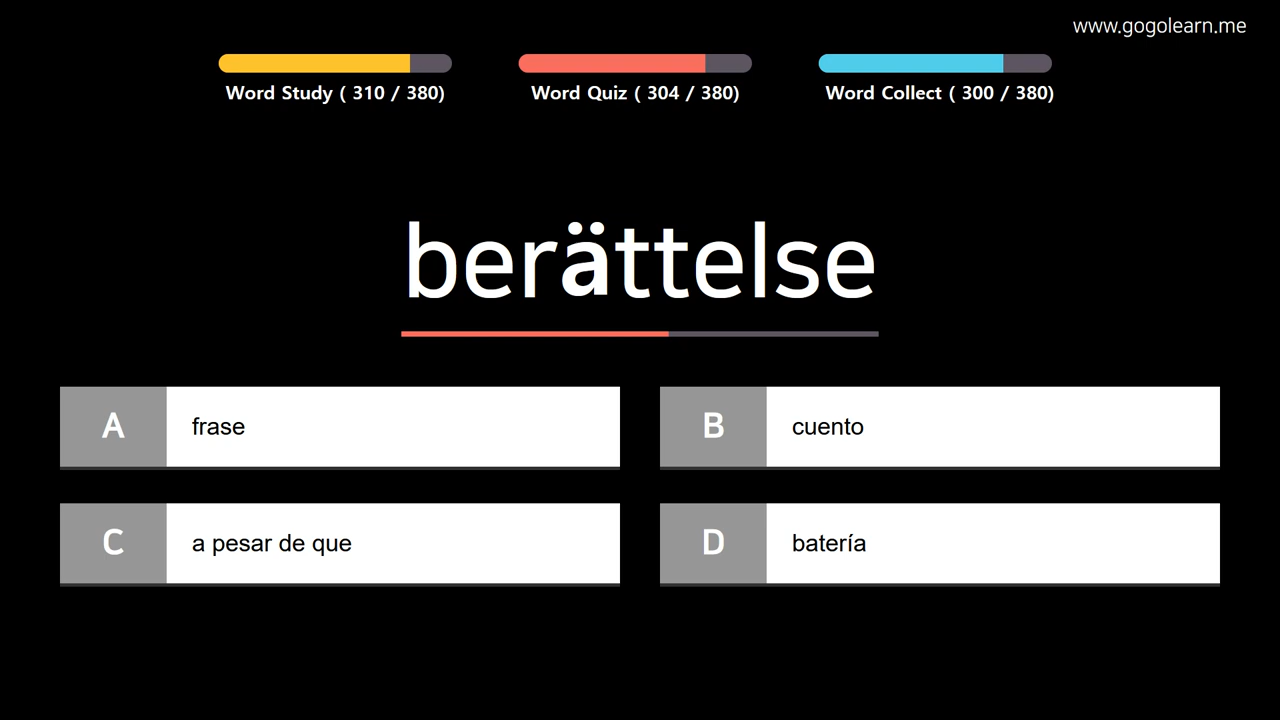 www.gogolearn.me
Word Study ( 310 / 380)
Word Quiz ( 304 / 380)
Word Collect ( 300 / 380)
berättelse
A frase
B cuento
C a pesar de que
D batería